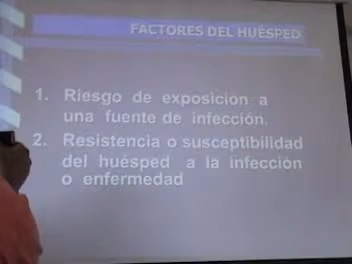 FACTORES DEL HUÉSPED
1. Riesgo de exposición a
una fuente de infección.
2. Resistencia o susceptibilidad
del huésped a la infección
o enfermedad